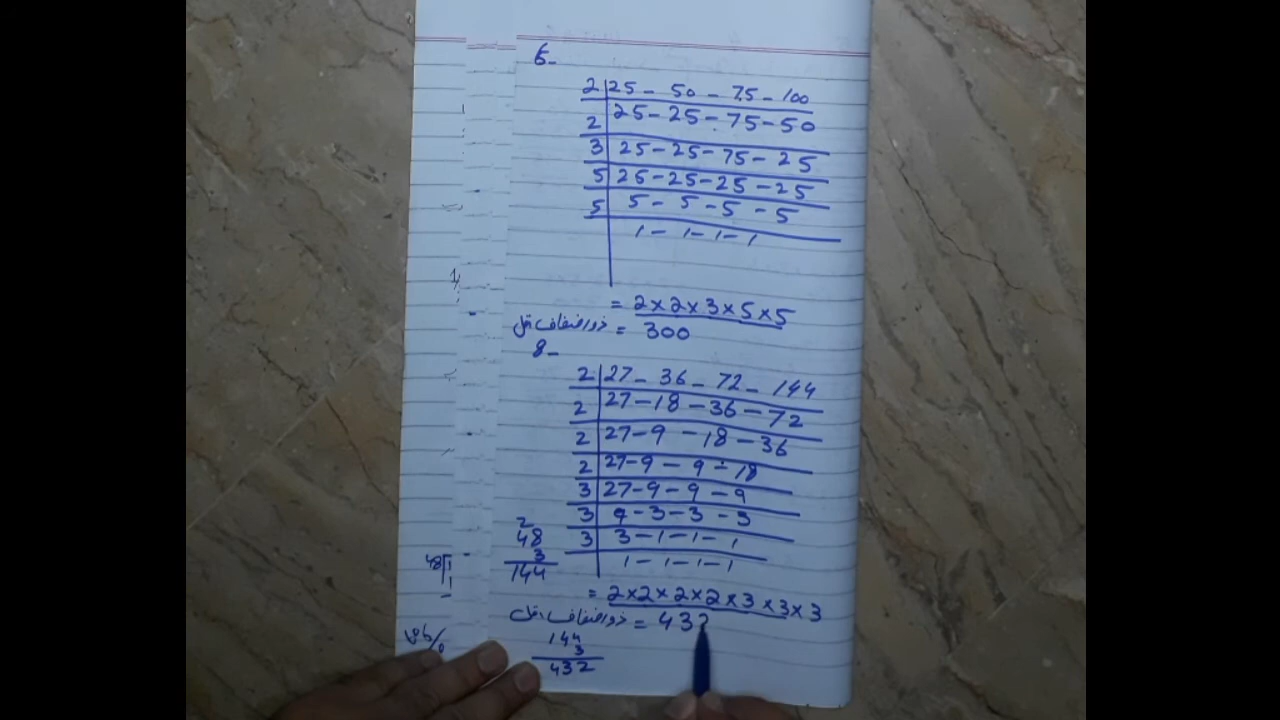 6-
2 25 - 50 - 75 - 100
2 25 - 25 - 75 - 50
3 25 - 25 - 75 - 25
5 25 - 25 - 25 - 25
5 5 - 5 - 5 - 5
1 - 1 - 1 - 1
= 2×2×3×5×5
ذو اضعاف اقل = 300
8-
2 27 - 36 - 72 - 144
2 27 - 18 - 36 - 72
2 27 - 9 - 18 - 36
2 27 - 9 - 9 - 18
3 27 - 9 - 9 - 9
3 9 - 3 - 3 - 3
3 3 - 1 - 1 - 1
1 - 1 - 1 - 1
2
48
3
144
= 2×2×2×2×3×3×3
ذو اضعاف اقل = 432
144
3
432